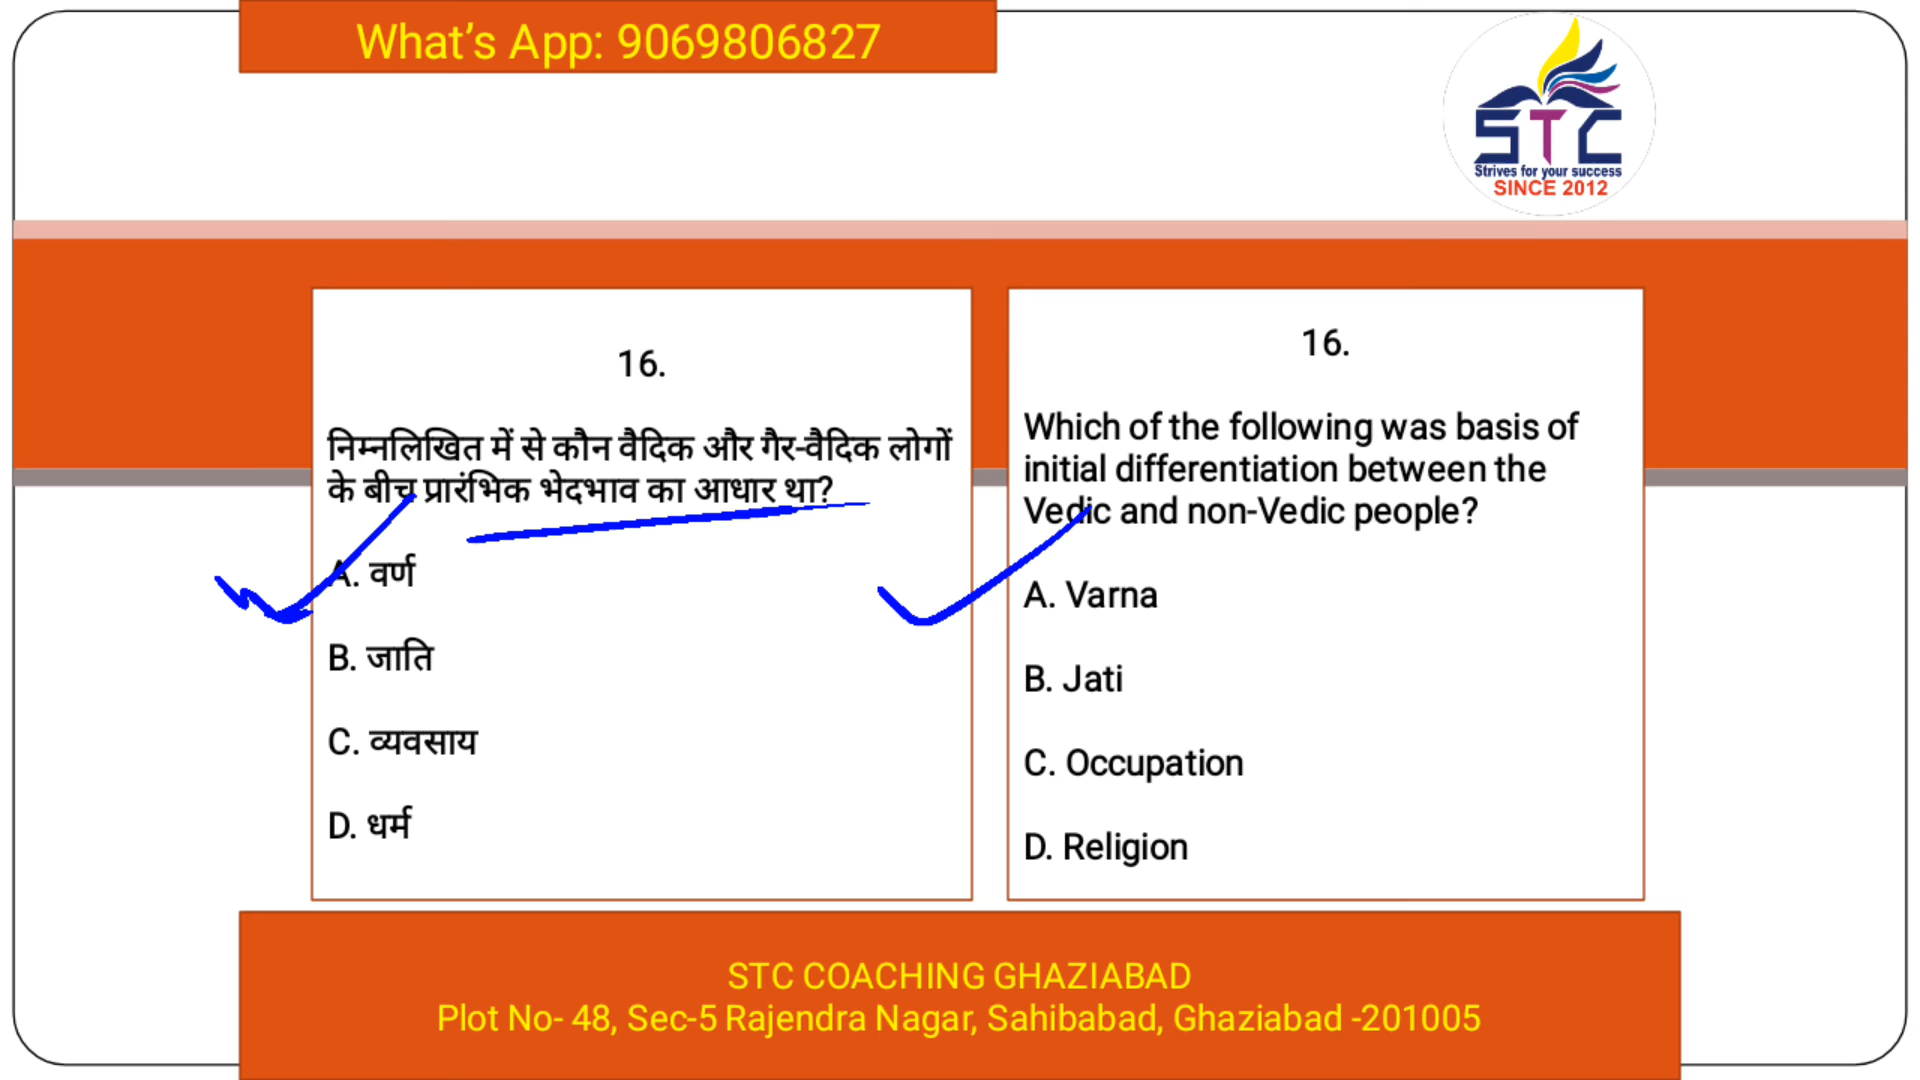 What's App: 9069806827
STC
Strives for your success
SINCE 2012
16.
निम्नलिखित में से कौन वैदिक और गैर-वैदिक लोगों
के बीच प्रारंभिक भेदभाव का आधार था?
A. वर्ण
B. जाति
C. व्यवसाय
D. धर्म
16.
Which of the following was basis of
initial differentiation between the
Vedic and non-Vedic people?
A. Varna
B. Jati
C. Occupation
D. Religion
STC COACHING GHAZIABAD
Plot No- 48, Sec-5 Rajendra Nagar, Sahibabad, Ghaziabad -201005